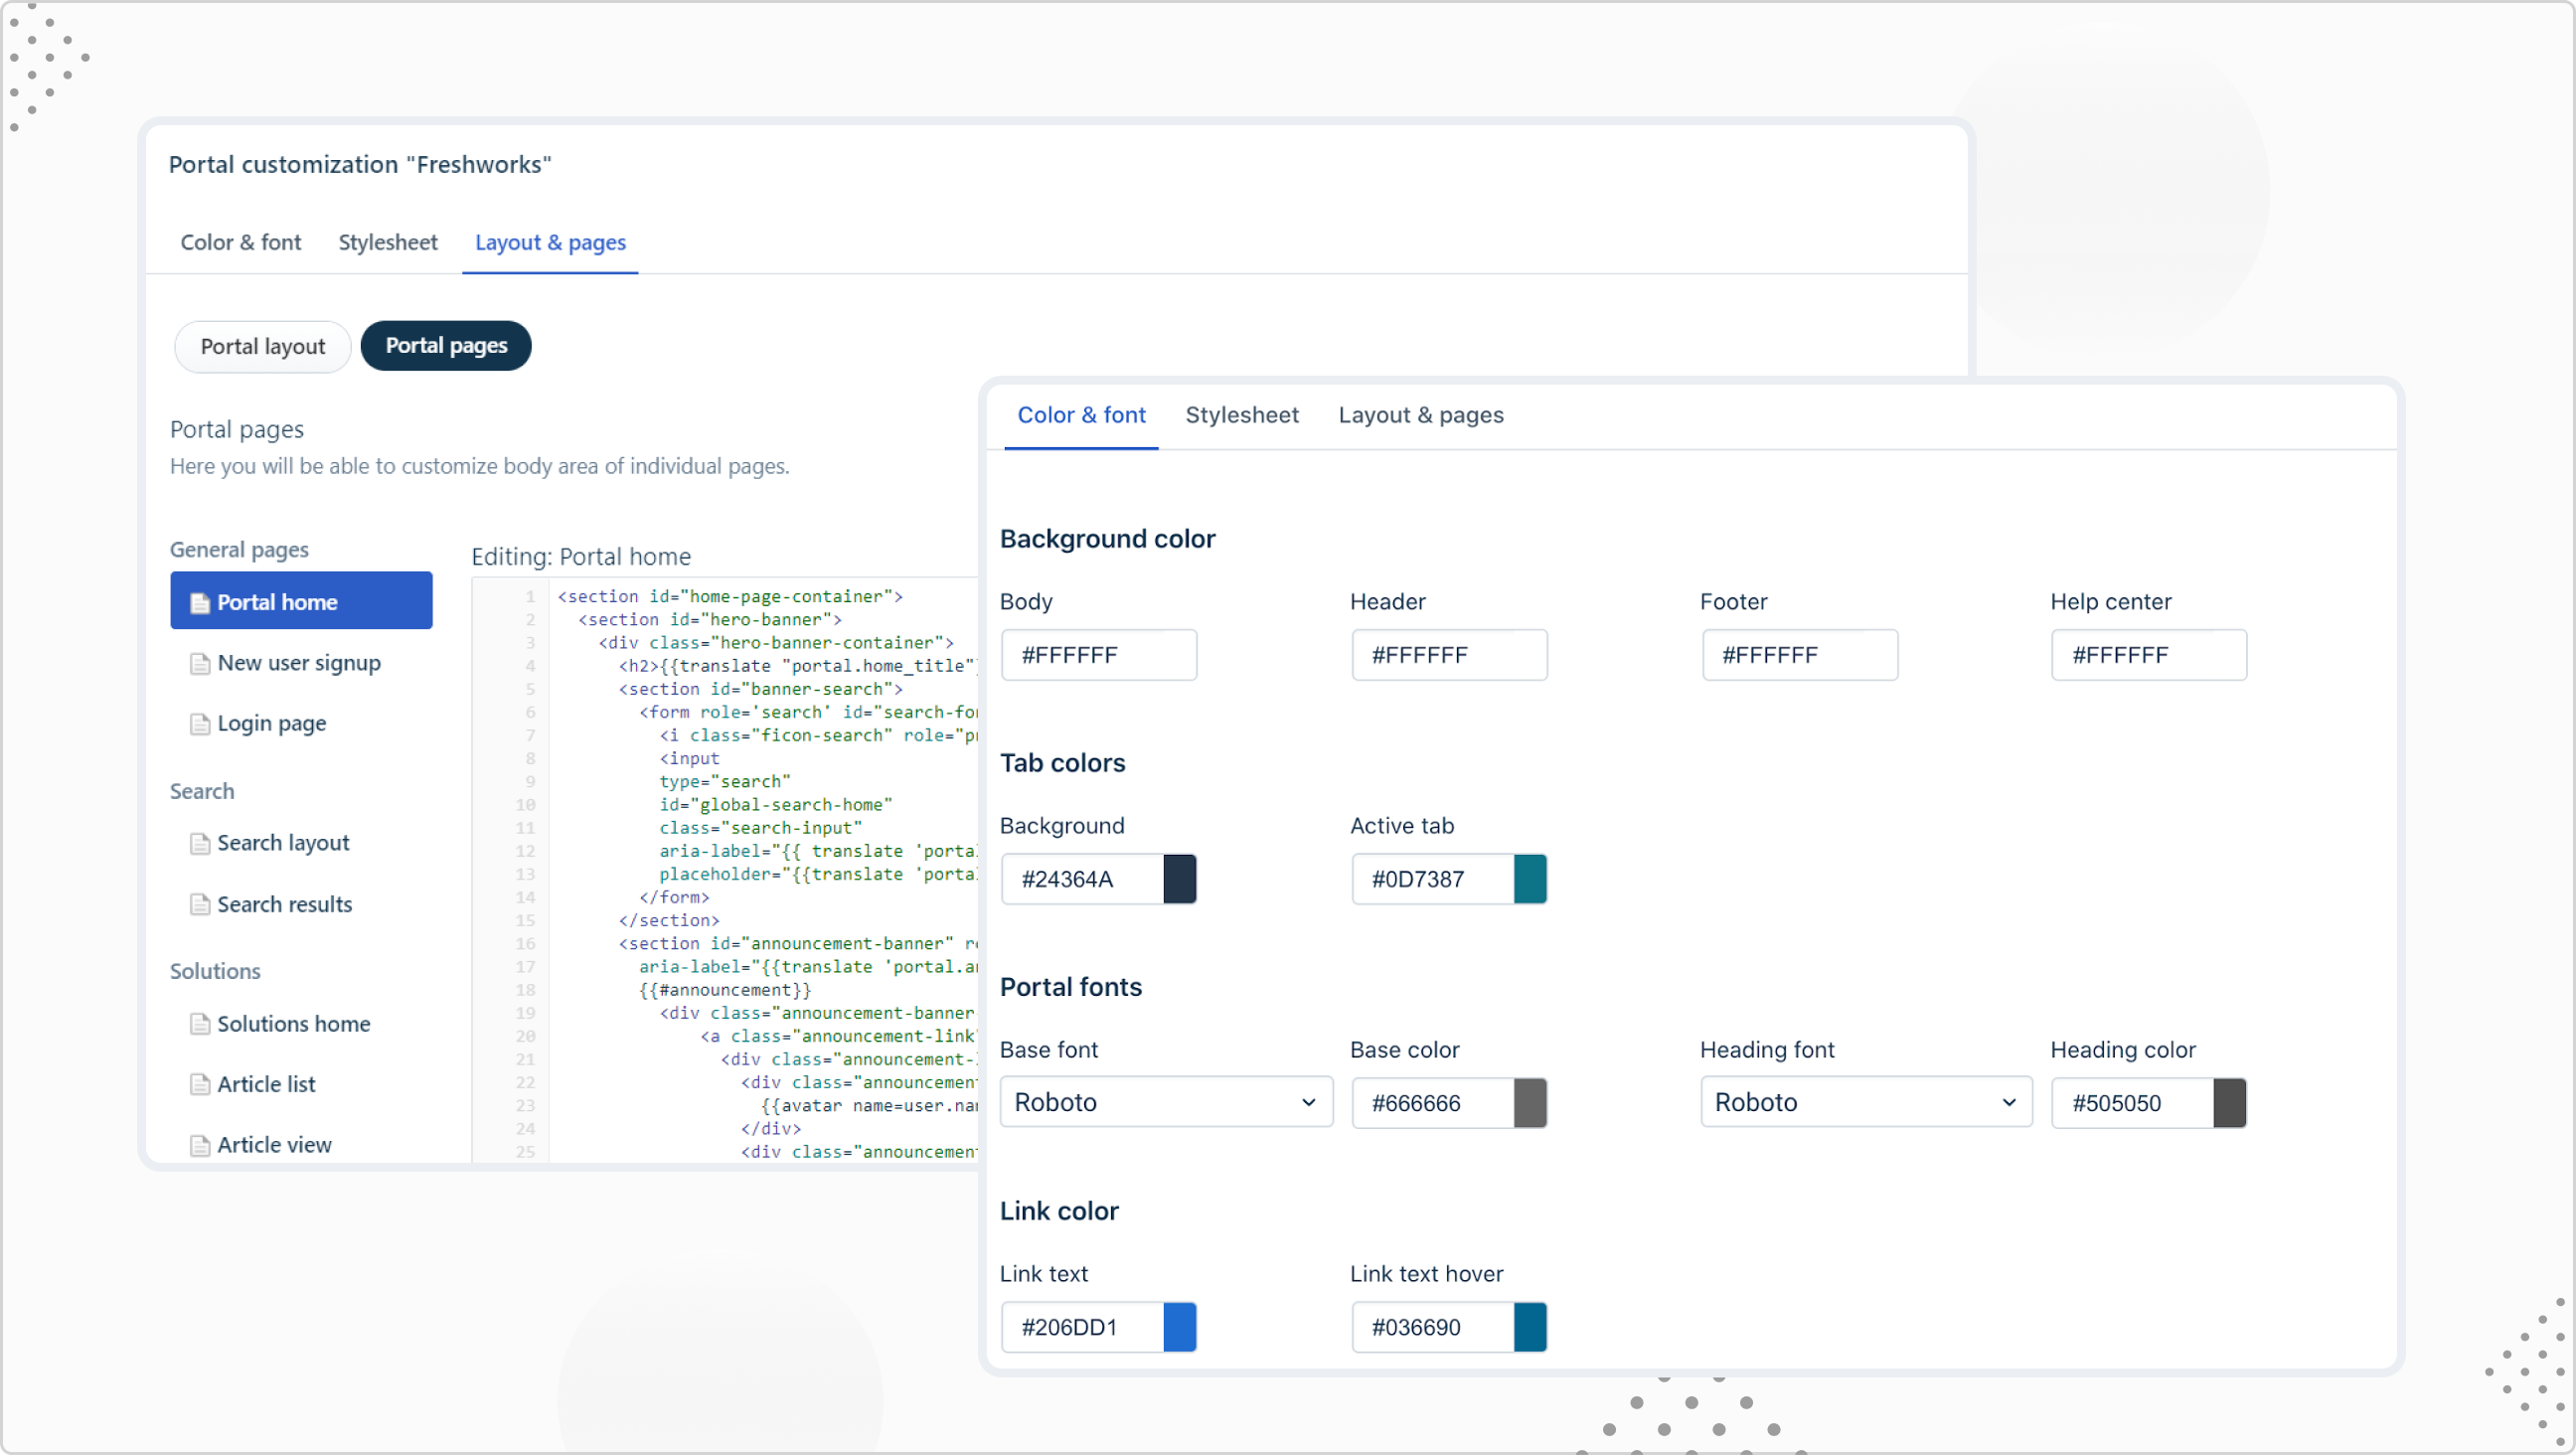 Portal customization "Freshworks"
Color & font Stylesheet Layout & pages
Portal layout Portal pages
Portal pages
Here you will be able to customize body area of individual pages.
General pages
Portal home
New user signup
Login page
Search
Search layout
Search results
Solutions
Solutions home
Article list
Article view
Editing: Portal home
1 <section id="home-page-container">
2 <section id="hero-banner">
3 <div class="hero-banner-container">
4 <h2>{{translate "portal.home_title"}
5 <section id="banner-search">
6 <form role='search' id="search-for
7 <i class="ficon-search" role="pr
8 <input
9 type="search"
10 id="global-search-home"
11 class="search-input"
12 aria-label="{{ translate 'portal
13 placeholder="{{translate 'portal
14 </form>
15 </section>
16 <section id="announcement-banner" ro
17 aria-label="{{translate 'portal.an
18 {{#announcement}}
19 <div class="announcement-banner
20 <a class="announcement-link"
21 <div class="announcement-
22 <div class="announcement
23 {{avatar name=user.nam
24 </div>
25 <div class="announcement
Color & font Stylesheet Layout & pages
Background color
Body Header Footer Help center
#FFFFFF #FFFFFF #FFFFFF #FFFFFF
Tab colors
Background Active tab
#24364A #0D7387
Portal fonts
Base font Base color Heading font Heading color
Roboto #666666 Roboto #505050
Link color
Link text Link text hover
#206DD1 #036690